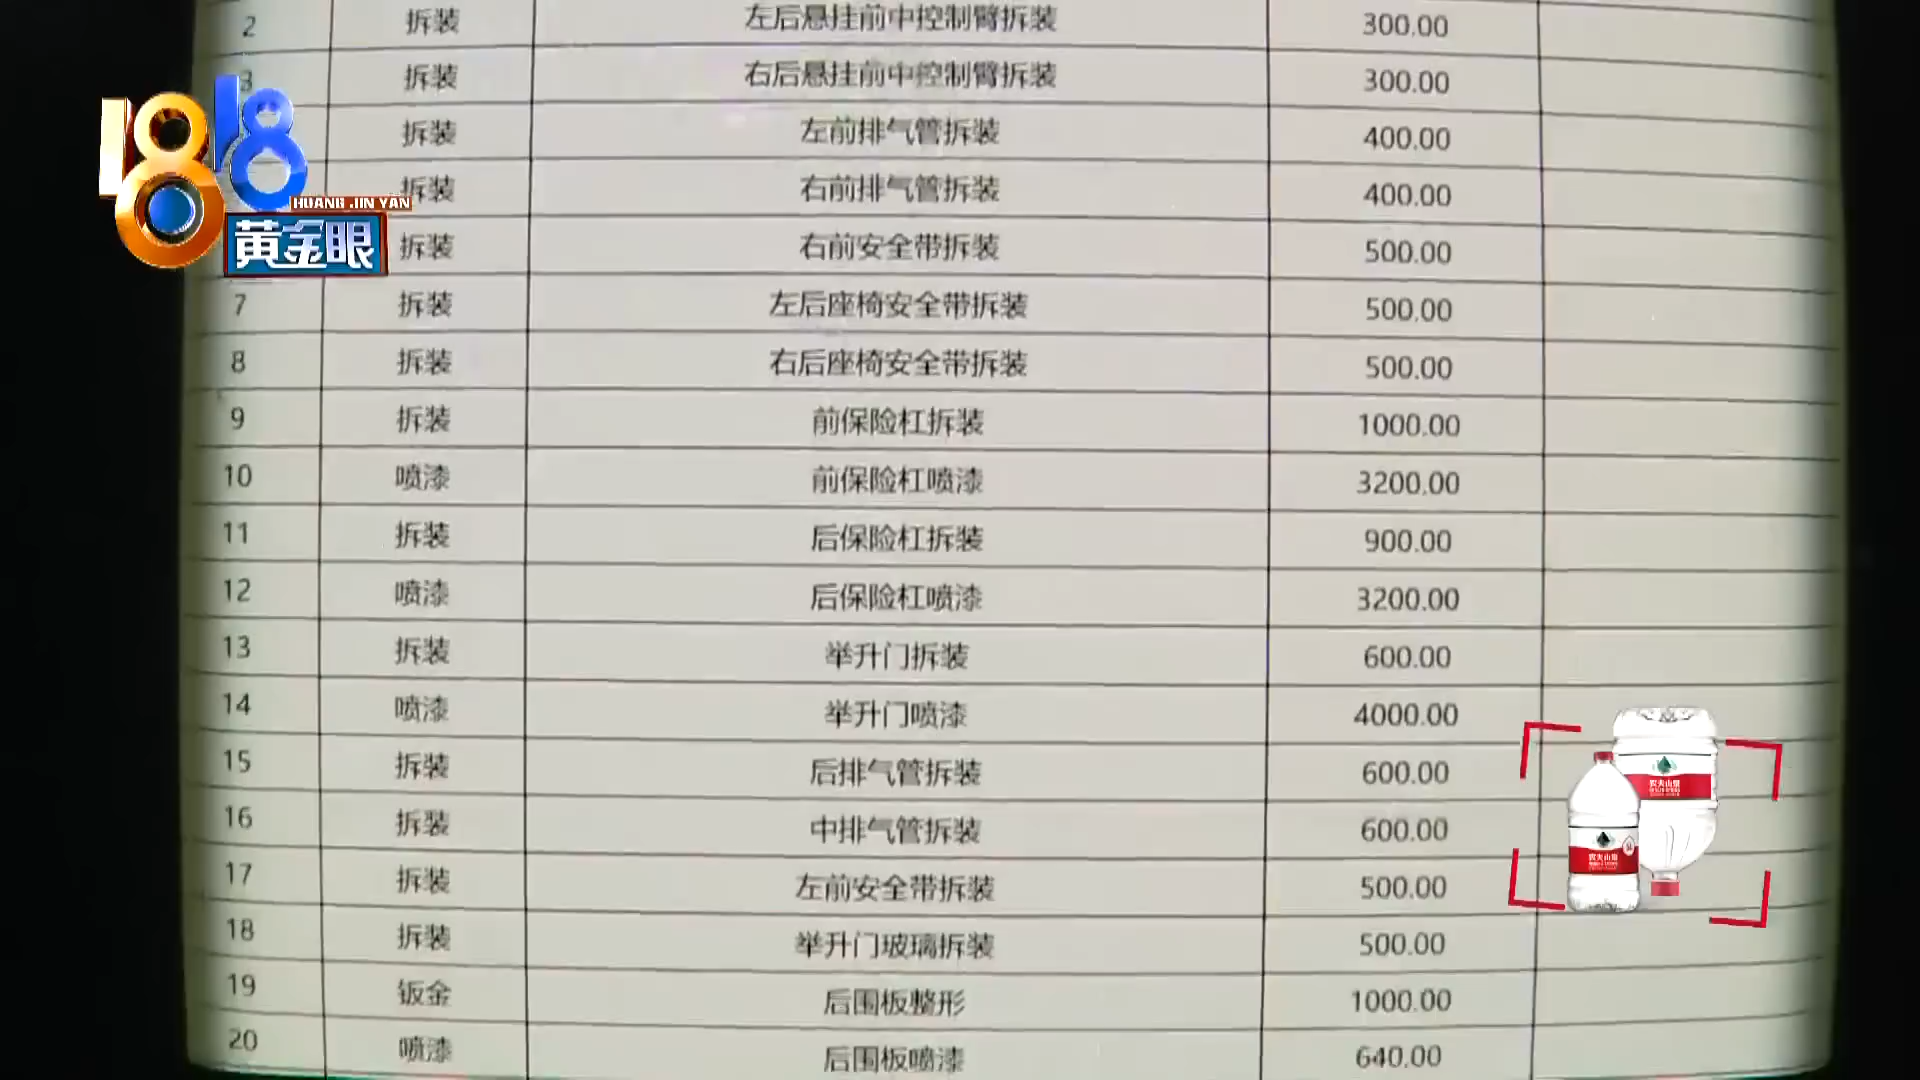 2 拆装 左后悬挂前中控制臂拆装 300.00
3 拆装 右后悬挂前中控制臂拆装 300.00
拆装 左前排气管拆装 400.00
拆装 右前排气管拆装 400.00
拆装 右前安全带拆装 500.00
7 拆装 左后座椅安全带拆装 500.00
8 拆装 右后座椅安全带拆装 500.00
9 拆装 前保险杠拆装 1000.00
10 喷漆 前保险杠喷漆 3200.00
11 拆装 后保险杠拆装 900.00
12 喷漆 后保险杠喷漆 3200.00
13 拆装 举升门拆装 600.00
14 喷漆 举升门喷漆 4000.00
15 拆装 后排气管拆装 600.00
16 拆装 中排气管拆装 600.00
17 拆装 左前安全带拆装 500.00
18 拆装 举升门玻璃拆装 500.00
19 钣金 后围板整形 1000.00
20 喷漆 后围板喷漆 640.00
1818
HUANG JIN YAN
黄金眼
农夫山泉
农夫山泉